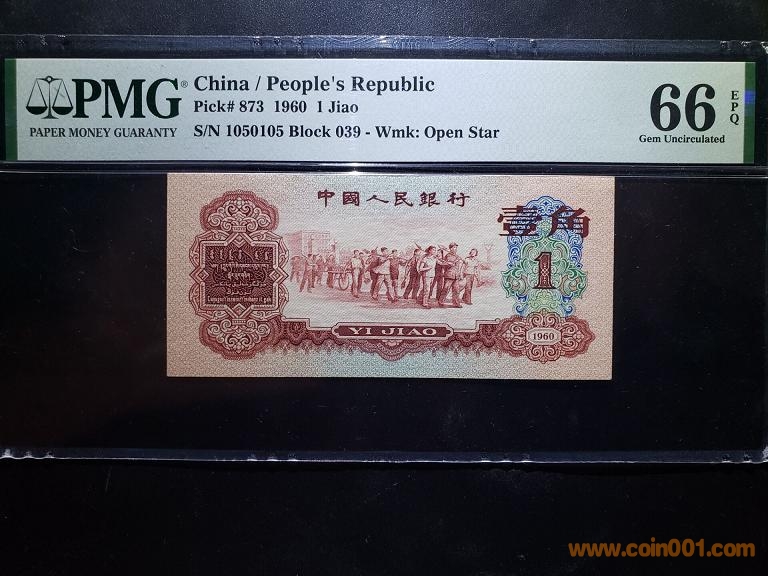 PMG®
PAPER MONEY GUARANTY
China / People's Republic
Pick# 873 1960 1 Jiao
S/N 1050105 Block 039 - Wmk: Open Star
66 EPQ
Gem Uncirculated
中國人民銀行
壹角
1
YI JIAO
1960
www.coin001.com